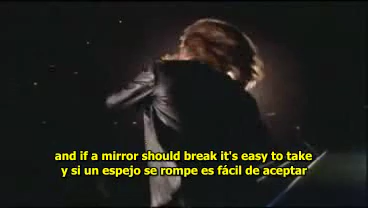 and if a mirror should break it's easy to take
y si un espejo se rompe es fácil de aceptar